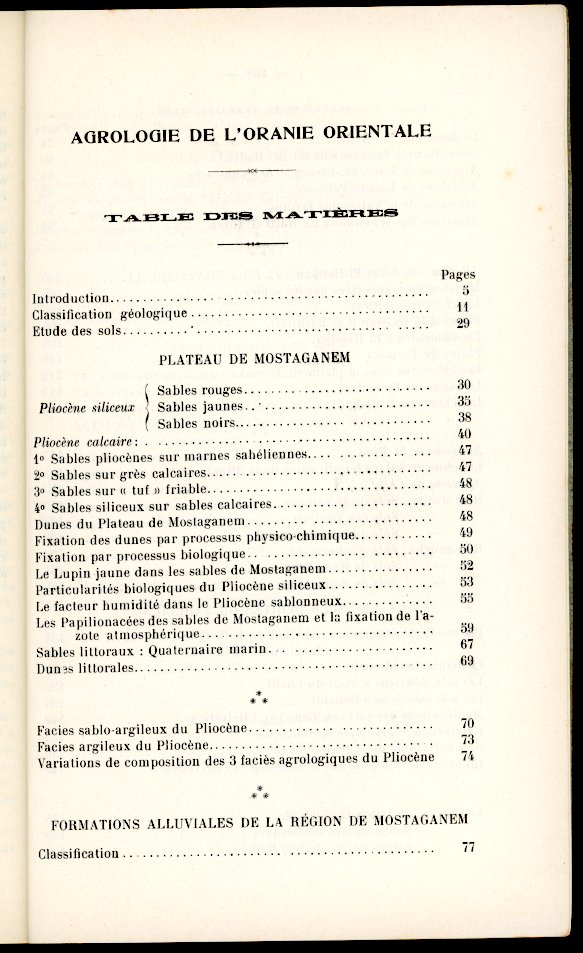 AGROLOGIE DE L'ORANIE ORIENTALE
TABLE DES MATIÈRES
Pages
Introduction 5
Classification géologique 11
Etude des sols 29
PLATEAU DE MOSTAGANEM
Sables rouges 30
Pliocène siliceux Sables jaunes 35
Sables noirs 38
Pliocène calcaire : 40
1º Sables pliocènes sur marnes sahéliennes 47
2º Sables sur grès calcaires 47
3º Sables sur « tuf » friable 48
4º Sables siliceux sur sables calcaires 48
Dunes du Plateau de Mostaganem 48
Fixation des dunes par processus physico-chimique 49
Fixation par processus biologique 50
Le Lupin jaune dans les sables de Mostaganem 52
Particularités biologiques du Pliocène siliceux 53
Le facteur humidité dans le Pliocène sablonneux 55
Les Papilionacées des sables de Mostaganem et la fixation de l'a-
zote atmosphérique 59
Sables littoraux : Quaternaire marin 67
Dunes littorales 69
Facies sablo-argileux du Pliocène 70
Facies argileux du Pliocène 73
Variations de composition des 3 faciès agrologiques du Pliocène 74
FORMATIONS ALLUVIALES DE LA RÉGION DE MOSTAGANEM
Classification 77